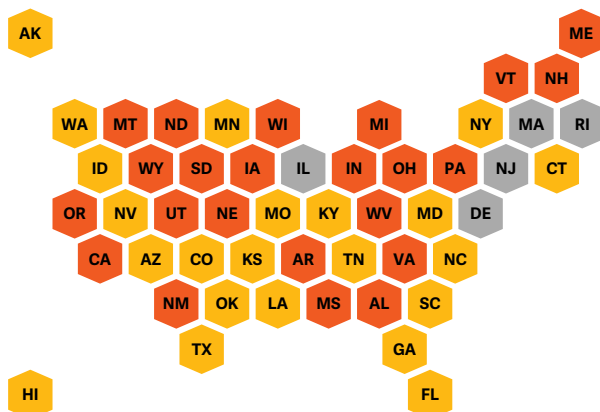 AK ME
VT NH
WA MT ND MN WI MI NY MA RI
ID WY SD IA IL IN OH PA NJ CT
OR NV UT NE MO KY WV MD DE
CA AZ CO KS AR TN VA NC
NM OK LA MS AL SC
TX GA
HI FL